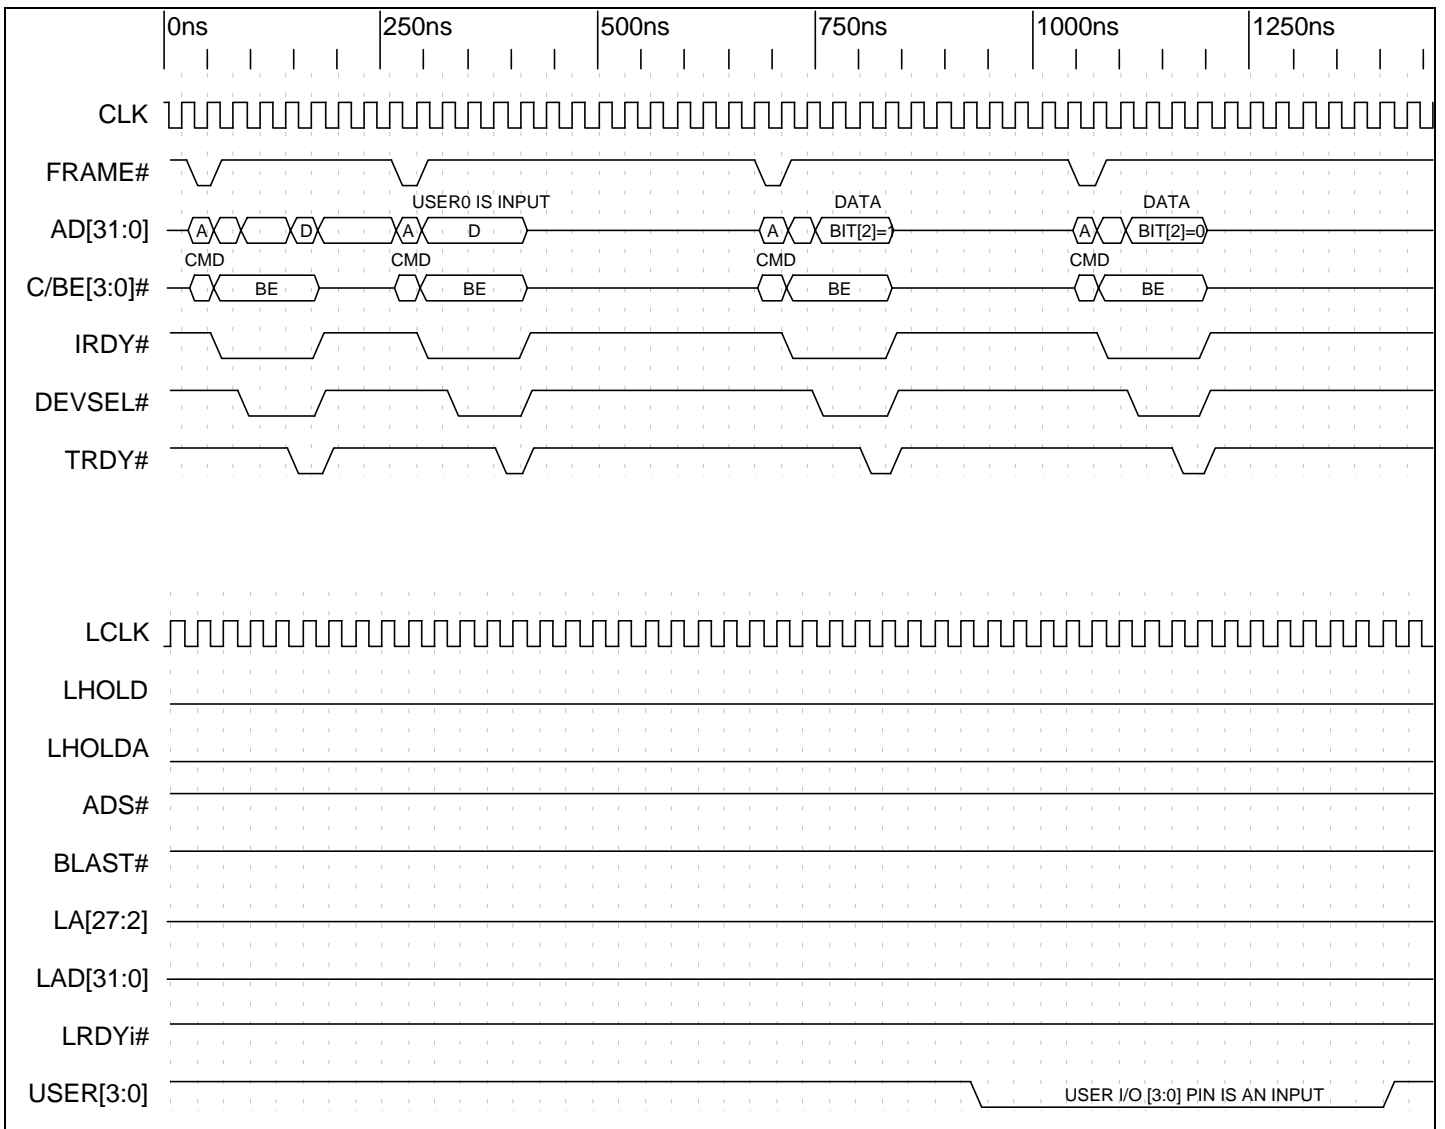 0ns 250ns 500ns 750ns 1000ns 1250ns
CLK
FRAME#
USER0 IS INPUT DATA DATA
AD[31:0] A D A D A BIT[2]=1 A BIT[2]=0
CMD CMD CMD CMD
C/BE[3:0]# BE BE BE BE
IRDY#
DEVSEL#
TRDY#
LCLK
LHOLD
LHOLDA
ADS#
BLAST#
LA[27:2]
LAD[31:0]
LRDYi#
USER[3:0] USER I/O [3:0] PIN IS AN INPUT